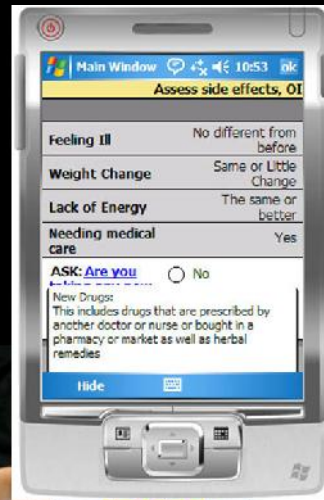 Main Window 10:53 ok
Assess side effects, OI
Feeling Ill No different from
before
Weight Change Same or Little
Change
Lack of Energy The same or
better
Needing medical Yes
care
ASK: Are you No
New Drugs:
This includes drugs that are prescribed by
another doctor or nurse or bought in a
pharmacy or market as well as herbal
remedies
Hide